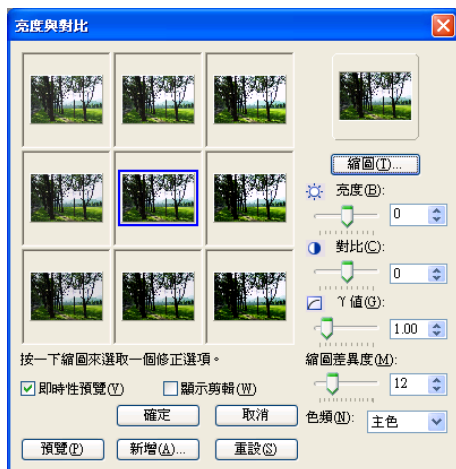 亮度與對比
縮圖(T)...
亮度(B):
0
對比(C):
0
γ值(G):
1.00
按一下縮圖來選取一個修正選項。
縮圖差異度(M):
12
即時性預覽(Y)
顯示剪輯(W)
確定
取消
色頻(N):
主色
預覽(P)
新增(A)...
重設(S)